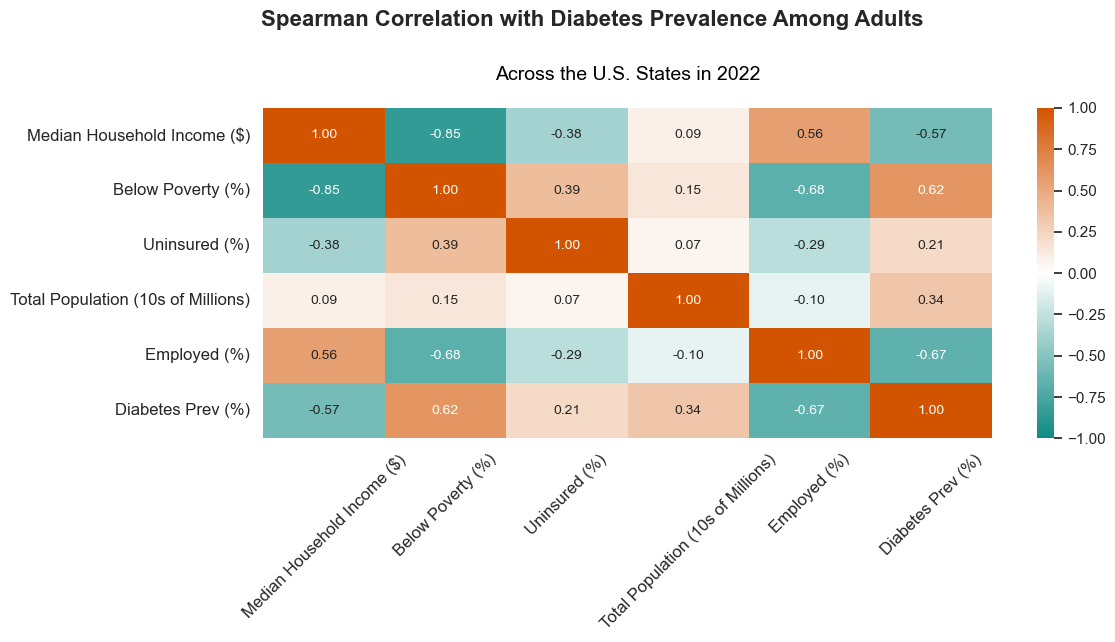 Spearman Correlation with Diabetes Prevalence Among Adults
Across the U.S. States in 2022
Median Household Income ($) 1.00 -0.85 -0.38 0.09 0.56 -0.57
Below Poverty (%) -0.85 1.00 0.39 0.15 -0.68 0.62
Uninsured (%) -0.38 0.39 1.00 0.07 -0.29 0.21
Total Population (10s of Millions) 0.09 0.15 0.07 1.00 -0.10 0.34
Employed (%) 0.56 -0.68 -0.29 -0.10 1.00 -0.67
Diabetes Prev (%) -0.57 0.62 0.21 0.34 -0.67 1.00
Median Household Income ($)
Below Poverty (%)
Uninsured (%)
Total Population (10s of Millions)
Employed (%)
Diabetes Prev (%)
1.00
0.75
0.50
0.25
0.00
−0.25
−0.50
−0.75
−1.00